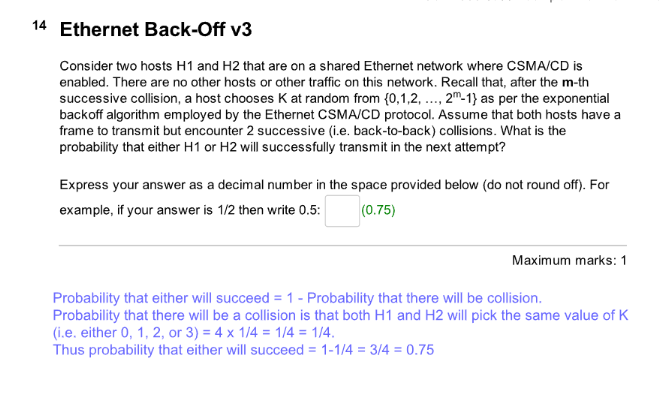 14 Ethernet Back-Off v3
Consider two hosts H1 and H2 that are on a shared Ethernet network where CSMA/CD is
enabled. There are no other hosts or other traffic on this network. Recall that, after the m-th
successive collision, a host chooses K at random from {0,1,2, ..., 2ᵐ-1} as per the exponential
backoff algorithm employed by the Ethernet CSMA/CD protocol. Assume that both hosts have a
frame to transmit but encounter 2 successive (i.e. back-to-back) collisions. What is the
probability that either H1 or H2 will successfully transmit in the next attempt?
Express your answer as a decimal number in the space provided below (do not round off). For
example, if your answer is 1/2 then write 0.5: (0.75)
Maximum marks: 1
Probability that either will succeed = 1 - Probability that there will be collision.
Probability that there will be a collision is that both H1 and H2 will pick the same value of K
(i.e. either 0, 1, 2, or 3) = 4 x 1/4 = 1/4 = 1/4.
Thus probability that either will succeed = 1-1/4 = 3/4 = 0.75